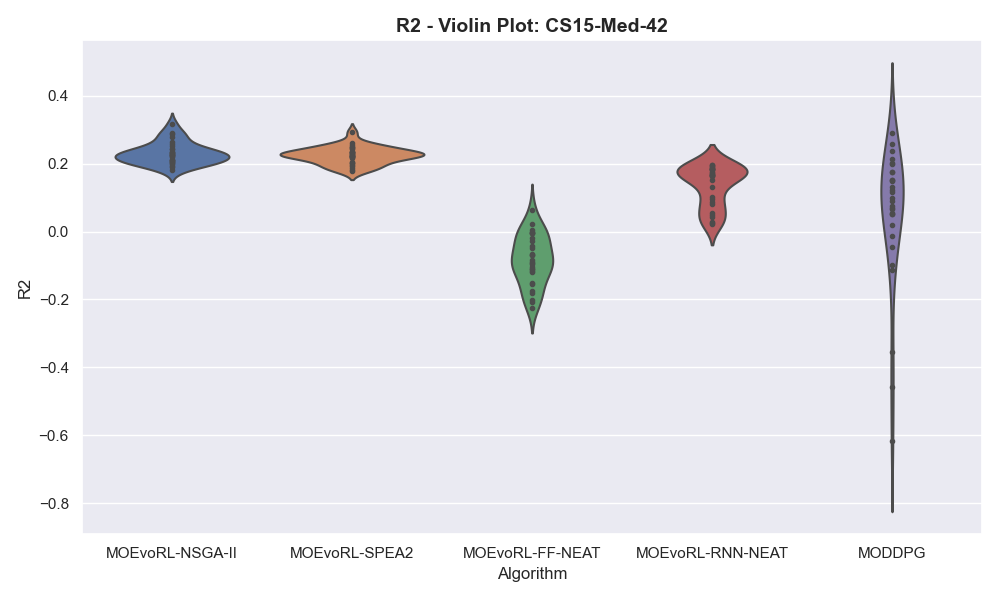 R2 - Violin Plot: CS15-Med-42
R2
0.4
0.2
0.0
−0.2
−0.4
−0.6
−0.8
MOEvoRL-NSGA-II
MOEvoRL-SPEA2
MOEvoRL-FF-NEAT
MOEvoRL-RNN-NEAT
MODDPG
Algorithm